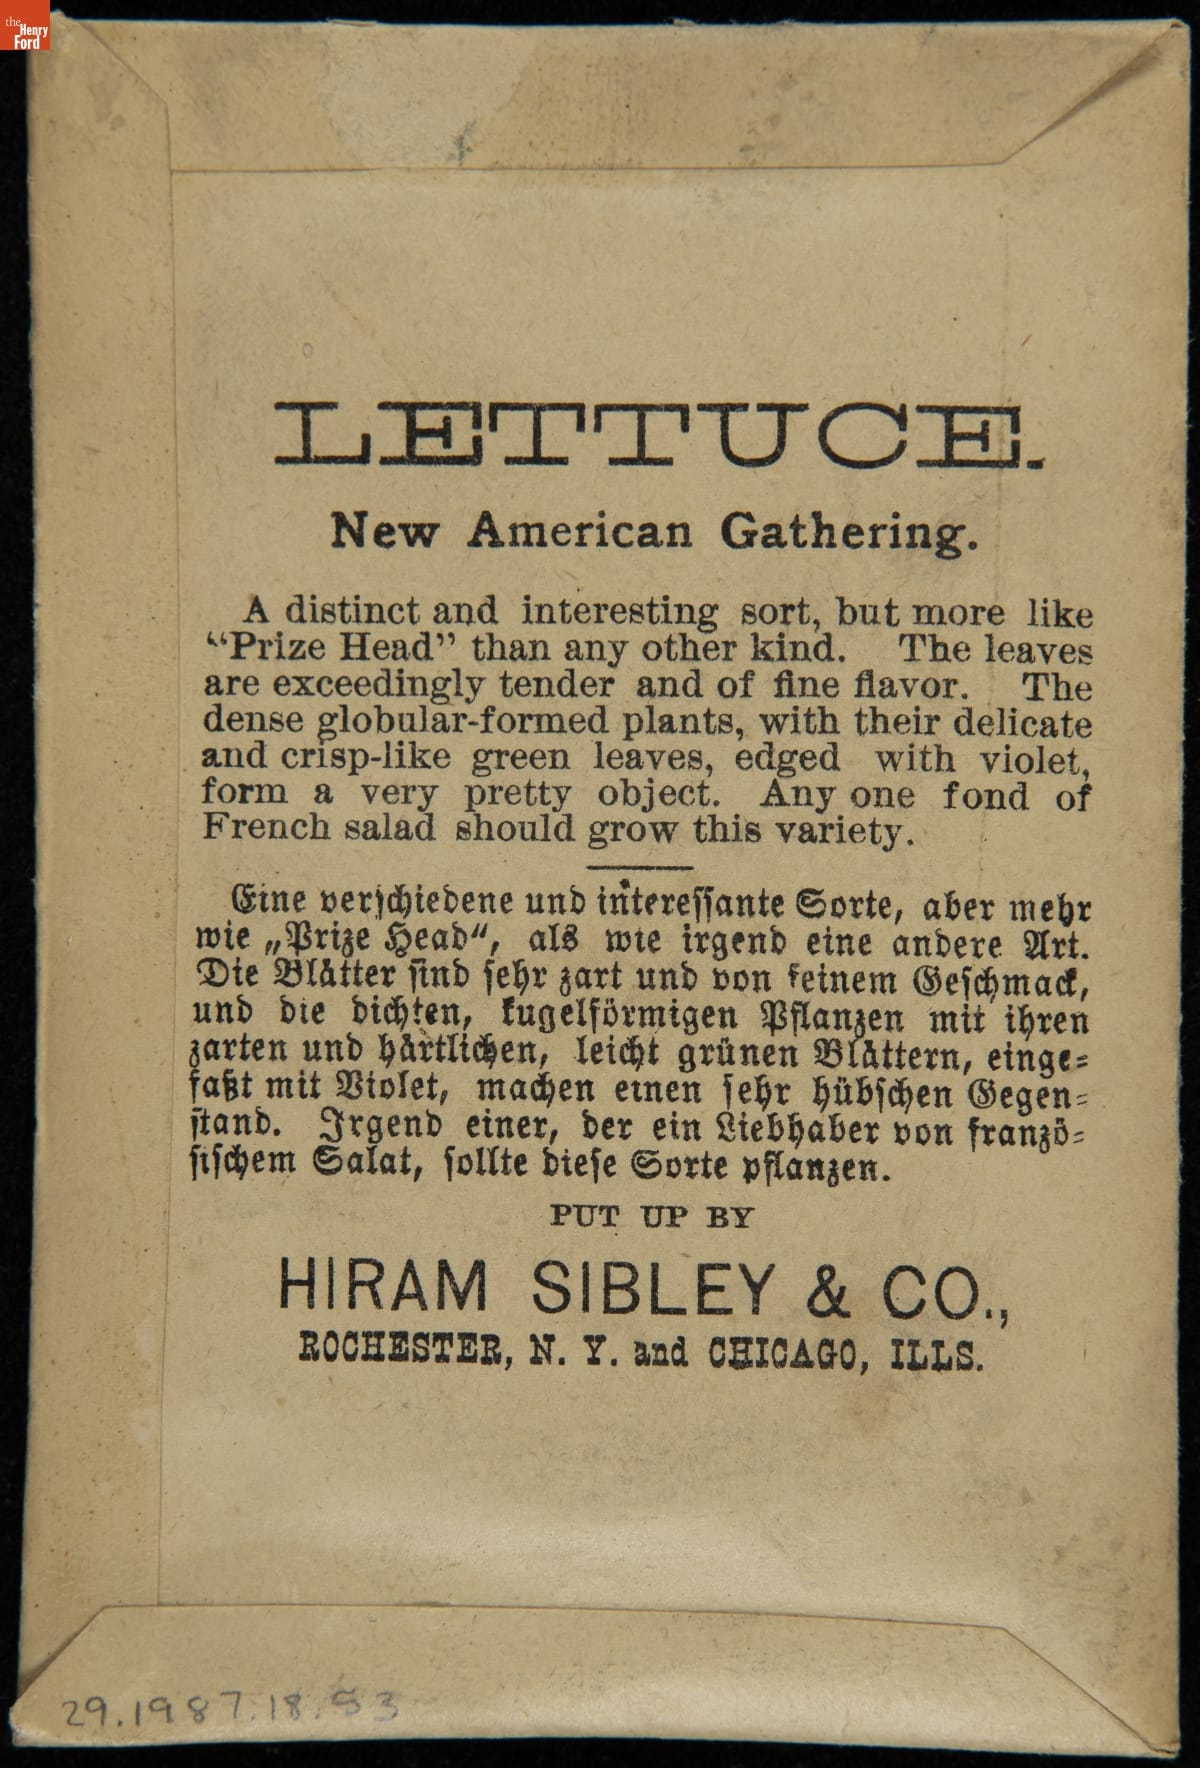 the
Henry
Ford
LETTUCE.
New American Gathering.
A distinct and interesting sort, but more like
“Prize Head” than any other kind. The leaves
are exceedingly tender and of fine flavor. The
dense globular-formed plants, with their delicate
and crisp-like green leaves, edged with violet,
form a very pretty object. Any one fond of
French salad should grow this variety.
Eine verschiedene und interessante Sorte, aber mehr
wie „Prize Head“, als wie irgend eine andere Art.
Die Blätter sind sehr zart und von feinem Geschmack,
und die dichten, kugelförmigen Pflanzen mit ihren
zarten und härtlichen, leicht grünen Blättern, einge-
faßt mit Violet, machen einen sehr hübschen Gegen-
stand. Irgend einer, der ein Liebhaber von franzö-
sischem Salat, sollte diese Sorte pflanzen.
PUT UP BY
HIRAM SIBLEY & CO.,
ROCHESTER, N. Y. and CHICAGO, ILLS.
29.1987.18.53